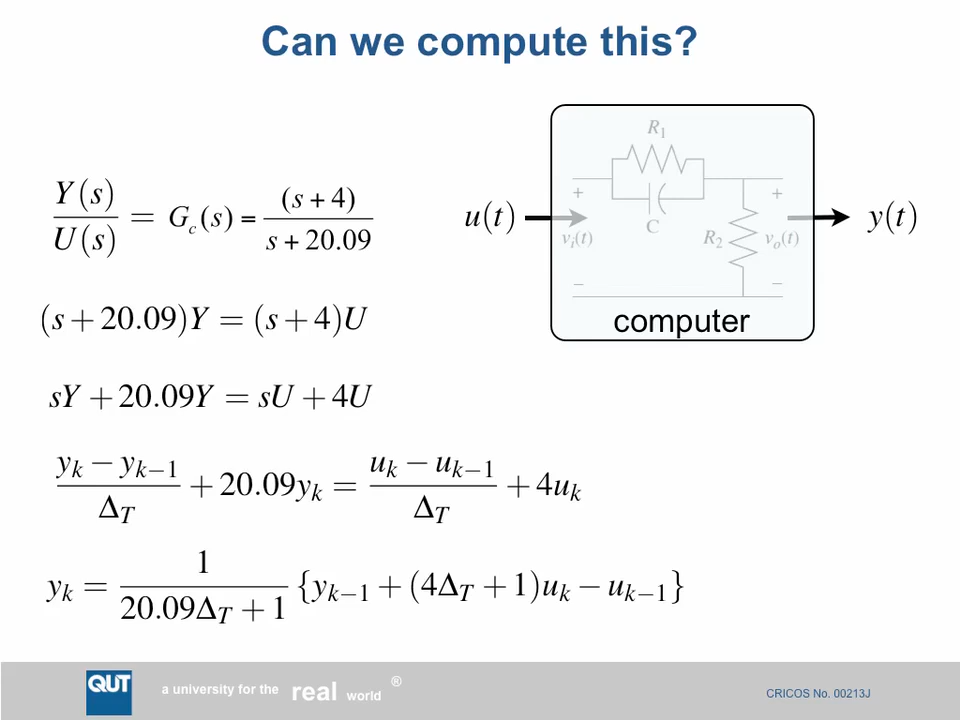 Can we compute this?
Y(s)/U(s) = G_c(s) = (s + 4)/(s + 20.09)
u(t)
R₁
+
+
C
R₂
v_i(t)
v_o(t)
−
−
computer
y(t)
(s + 20.09)Y = (s + 4)U
sY + 20.09Y = sU + 4U
(y_k − y_{k−1})/Δ_T + 20.09y_k = (u_k − u_{k−1})/Δ_T + 4u_k
y_k = 1/(20.09Δ_T + 1) {y_{k−1} + (4Δ_T + 1)u_k − u_{k−1}}
QUT
a university for the real world ®
CRICOS No. 00213J